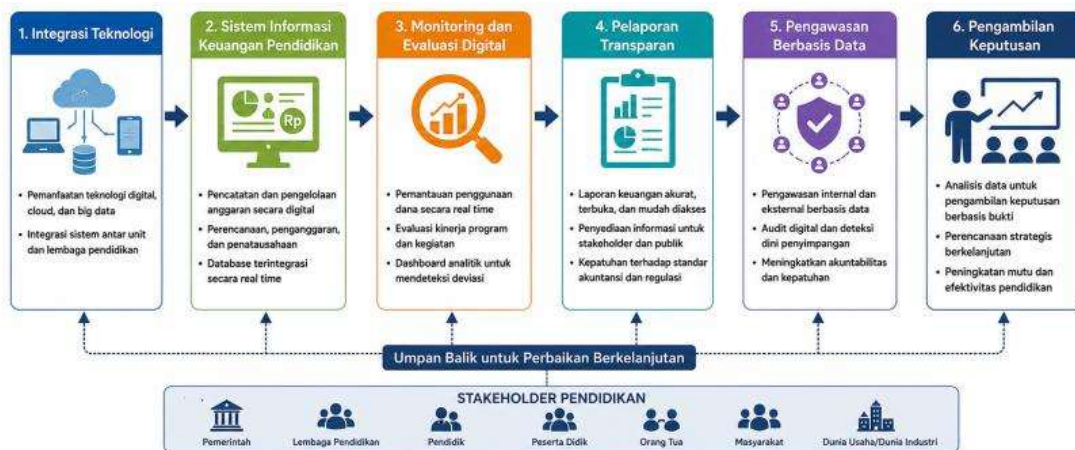 1. Integrasi Teknologi
• Pemanfaatan teknologi digital,
cloud, dan big data
• Integrasi sistem antar unit
dan lembaga pendidikan
2. Sistem Informasi
Keuangan Pendidikan
Rp
• Pencatatan dan pengelolaan
anggaran secara digital
• Perencanaan, penganggaran,
dan penatausahaan
• Database terintegrasi
secara real time
3. Monitoring dan
Evaluasi Digital
• Pemantauan penggunaan
dana secara real time
• Evaluasi kinerja program
dan kegiatan
• Dashboard analitik untuk
mendeteksi deviasi
4. Pelaporan
Transparan
• Laporan keuangan akurat,
terbuka, dan mudah diakses
• Penyediaan informasi untuk
stakeholder dan publik
• Kepatuhan terhadap standar
akuntansi dan regulasi
5. Pengawasan
Berbasis Data
• Pengawasan internal dan
eksternal berbasis data
• Audit digital dan deteksi
dini penyimpangan
• Meningkatkan akuntabilitas
dan kepatuhan
6. Pengambilan
Keputusan
• Analisis data untuk
pengambilan keputusan
berbasis bukti
• Perencanaan strategis
berkelanjutan
• Peningkatan mutu dan
efektivitas pendidikan
Umpan Balik untuk Perbaikan Berkelanjutan
STAKEHOLDER PENDIDIKAN
Pemerintah
Lembaga Pendidikan
Pendidik
Peserta Didik
Orang Tua
Masyarakat
Dunia Usaha/Dunia Industri